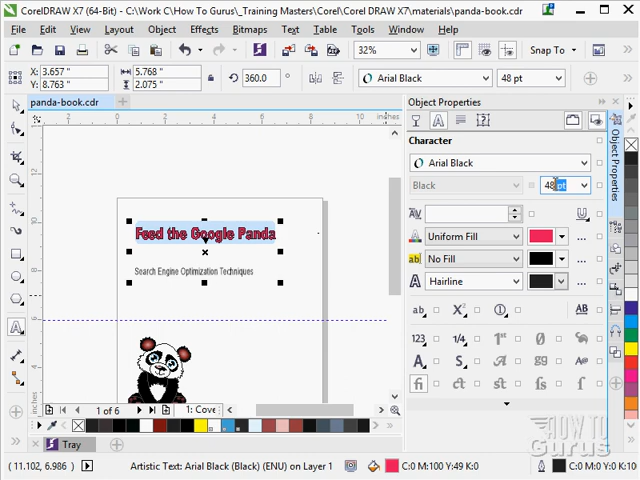 CorelDRAW X7 (64-Bit) - C:\Work C\How To Gurus\_Training Masters\Corel\Corel X7\materials\panda-book.cdr
File Edit View Layout Object Effects Bitmaps Text Table Tools Window Help
32% Snap To
X: 3.657 " 5.768 " 360.0 ° Arial Black 48 pt
Y: 8.763 " 2.075 "
panda-book.cdr
inches
Feed the Google Panda
Search Engine Optimization Techniques
1 of 6 1: Cove
Tray
Object Properties
Character
Arial Black
Black 48 pt
Uniform Fill
No Fill
Hairline
Object Properties
HOW TO
Gurus
(11.102, 6.986) Artistic Text: Arial Black (Black) (ENU) on Layer 1 C:0 M:100 Y:49 K:0 C:0 M:0 Y:0 K:10